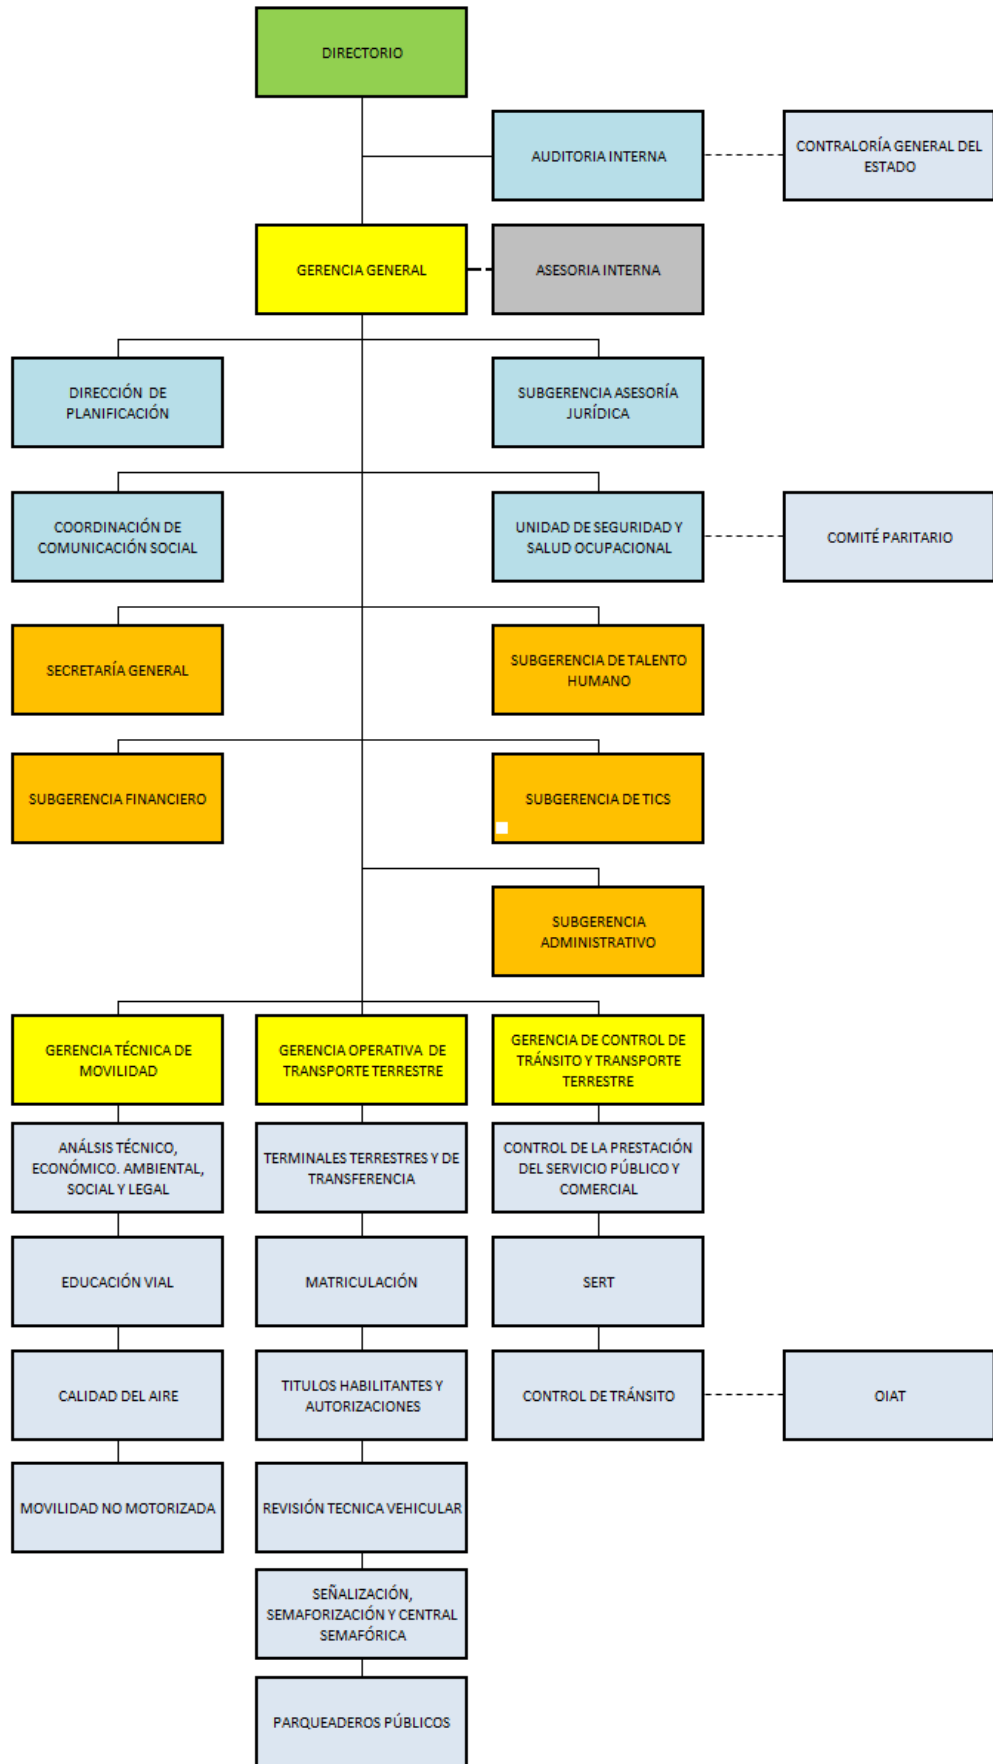 DIRECTORIO
AUDITORIA INTERNA
CONTRALORÍA GENERAL DEL
ESTADO
GERENCIA GENERAL
ASESORIA INTERNA
DIRECCIÓN DE
PLANIFICACIÓN
SUBGERENCIA ASESORÍA
JURÍDICA
COORDINACIÓN DE
COMUNICACIÓN SOCIAL
UNIDAD DE SEGURIDAD Y
SALUD OCUPACIONAL
COMITÉ PARITARIO
SECRETARÍA GENERAL
SUBGERENCIA DE TALENTO
HUMANO
SUBGERENCIA FINANCIERO
SUBGERENCIA DE TICS
SUBGERENCIA
ADMINISTRATIVO
GERENCIA TÉCNICA DE
MOVILIDAD
GERENCIA OPERATIVA DE
TRANSPORTE TERRESTRE
GERENCIA DE CONTROL DE
TRÁNSITO Y TRANSPORTE
TERRESTRE
ANÁLSIS TÉCNICO,
ECONÓMICO. AMBIENTAL,
SOCIAL Y LEGAL
TERMINALES TERRESTRES Y DE
TRANSFERENCIA
CONTROL DE LA PRESTACIÓN
DEL SERVICIO PÚBLICO Y
COMERCIAL
EDUCACIÓN VIAL
MATRICULACIÓN
SERT
CALIDAD DEL AIRE
TITULOS HABILITANTES Y
AUTORIZACIONES
CONTROL DE TRÁNSITO
OIAT
MOVILIDAD NO MOTORIZADA
REVISIÓN TECNICA VEHICULAR
SEÑALIZACIÓN,
SEMAFORIZACIÓN Y CENTRAL
SEMAFÓRICA
PARQUEADEROS PÚBLICOS